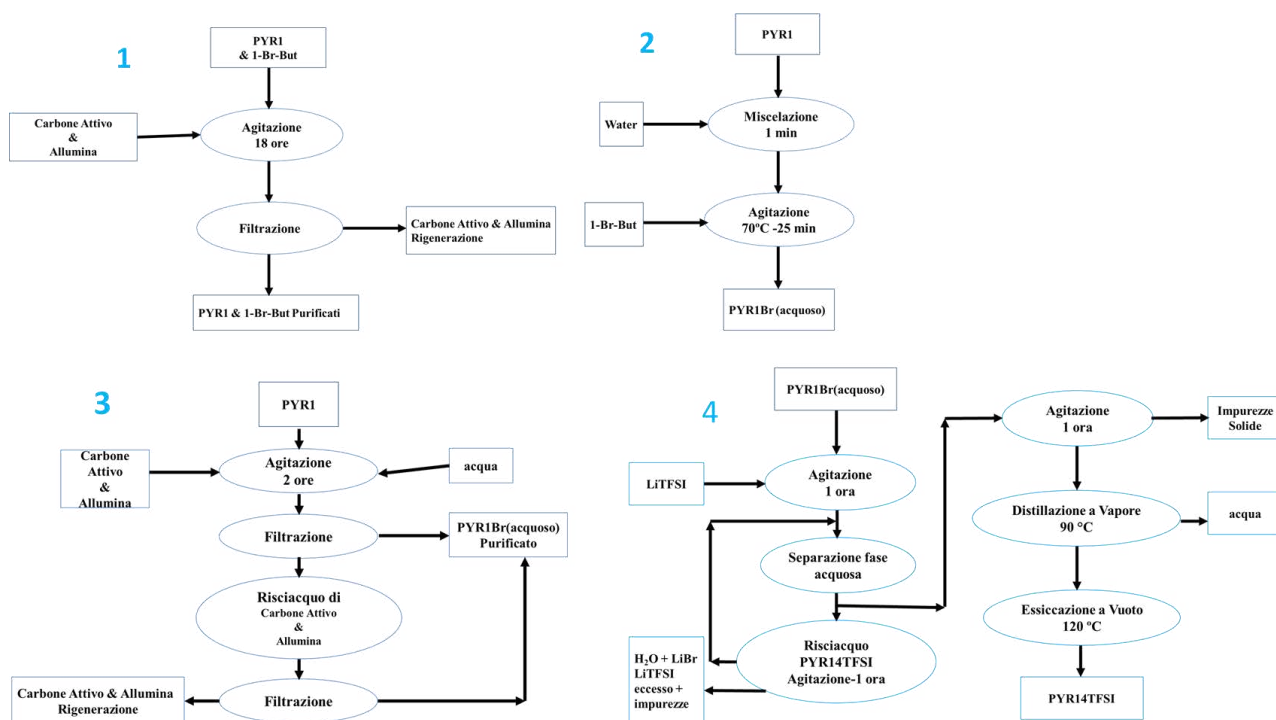 1
PYR1
& 1-Br-But
Carbone Attivo
&
Allumina
Agitazione
18 ore
Filtrazione
Carbone Attivo & Allumina
Rigenerazione
PYR1 & 1-Br-But Purificati
2
PYR1
Water
Miscelazione
1 min
1-Br-But
Agitazione
70ºC -25 min
PYR1Br (acquoso)
3
PYR1
Carbone
Attivo
&
Allumina
Agitazione
2 ore
acqua
Filtrazione
PYR1Br(acquoso)
Purificato
Risciacquo di
Carbone Attivo
&
Allumina
Carbone Attivo & Allumina
Rigenerazione
Filtrazione
4
PYR1Br(acquoso)
LiTFSI
Agitazione
1 ora
Separazione fase
acquosa
Risciacquo
PYR14TFSI
Agitazione-1 ora
H₂O + LiBr
LiTFSI
eccesso +
impurezze
Agitazione
1 ora
Impurezze
Solide
Distillazione a Vapore
90 °C
acqua
Essiccazione a Vuoto
120 ºC
PYR14TFSI